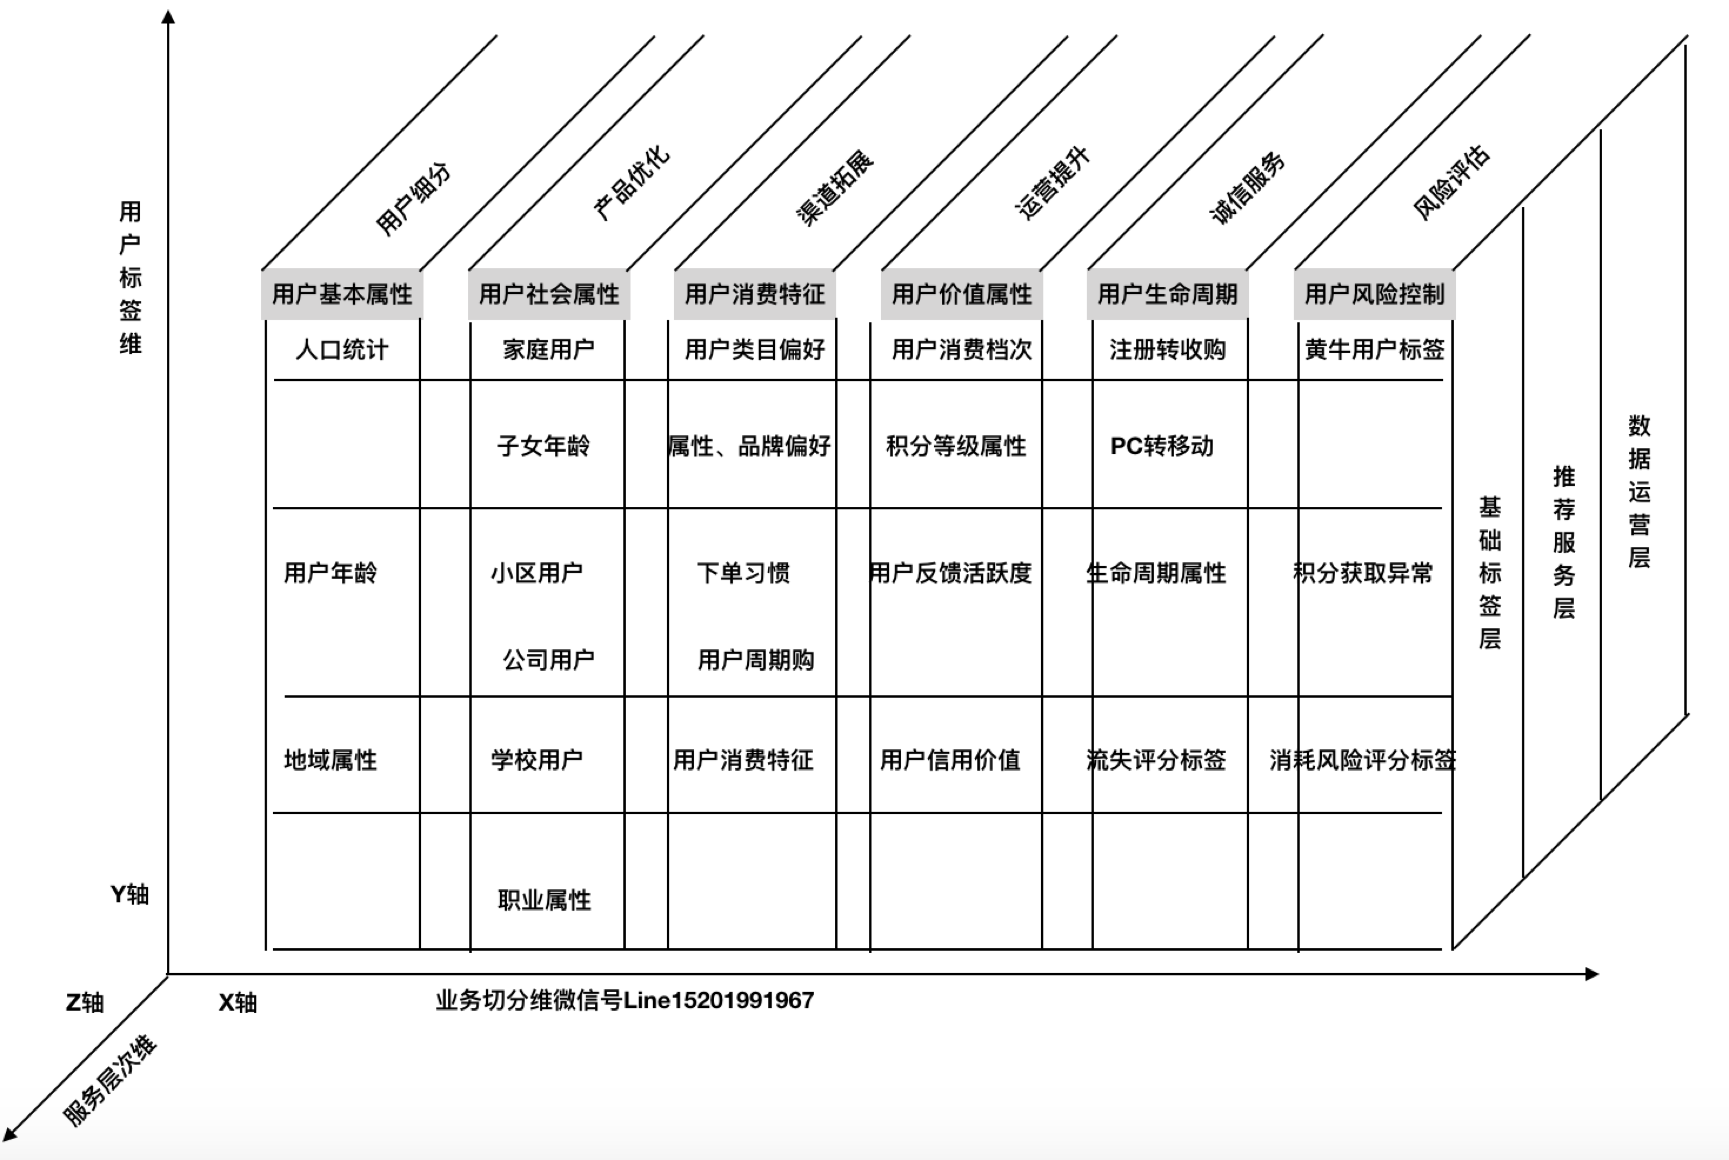 用户细分
产品优化
渠道拓展
运营提升
诚信服务
风险评估
用户标签维
用户基本属性
用户社会属性
用户消费特征
用户价值属性
用户生命周期
用户风险控制
人口统计
家庭用户
用户类目偏好
用户消费档次
注册转收购
黄牛用户标签
子女年龄
属性、品牌偏好
积分等级属性
PC转移动
用户年龄
小区用户
下单习惯
用户反馈活跃度
生命周期属性
积分获取异常
公司用户
用户周期购
地域属性
学校用户
用户消费特征
用户信用价值
流失评分标签
消耗风险评分标签
职业属性
基础标签层
推荐服务层
数据运营层
Y轴
Z轴
X轴
业务切分维微信号Line15201991967
服务层次维